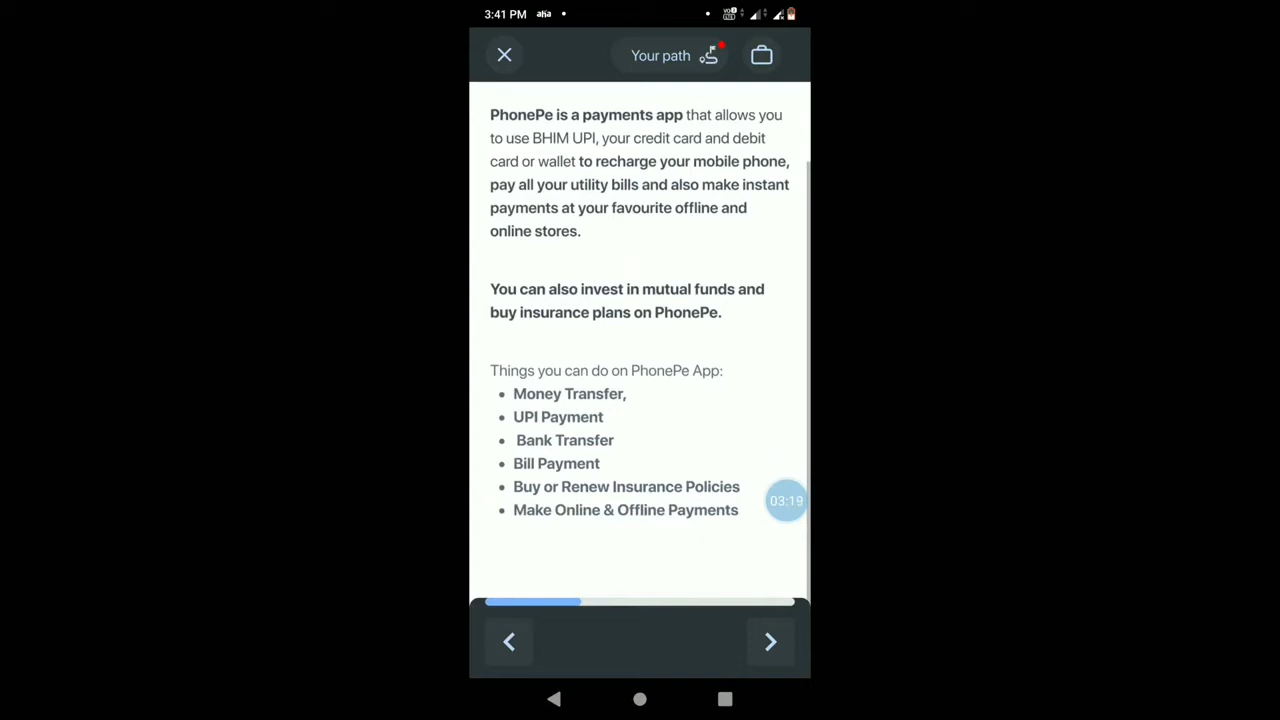 3:41 PM aha
Your path
PhonePe is a payments app that allows you
to use BHIM UPI, your credit card and debit
card or wallet to recharge your mobile phone,
pay all your utility bills and also make instant
payments at your favourite offline and
online stores.
You can also invest in mutual funds and
buy insurance plans on PhonePe.
Things you can do on PhonePe App:
• Money Transfer,
• UPI Payment
• Bank Transfer
• Bill Payment
• Buy or Renew Insurance Policies
03:19
• Make Online & Offline Payments